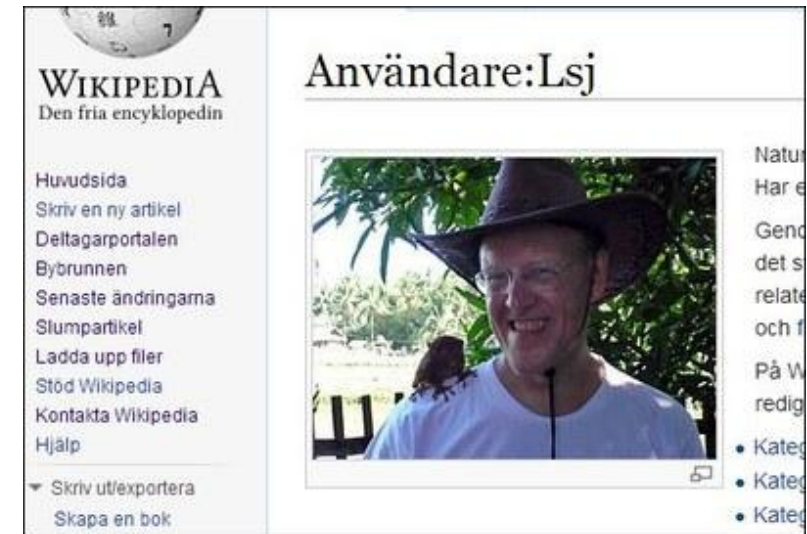 WIKIPEDIA
Den fria encyklopedin
Huvudsida
Skriv en ny artikel
Deltagarportalen
Bybrunnen
Senaste ändringarna
Slumpartikel
Ladda upp filer
Stöd Wikipedia
Kontakta Wikipedia
Hjälp
Skriv ut/exportera
Skapa en bok
Användare:Lsj
Har
det
och
På